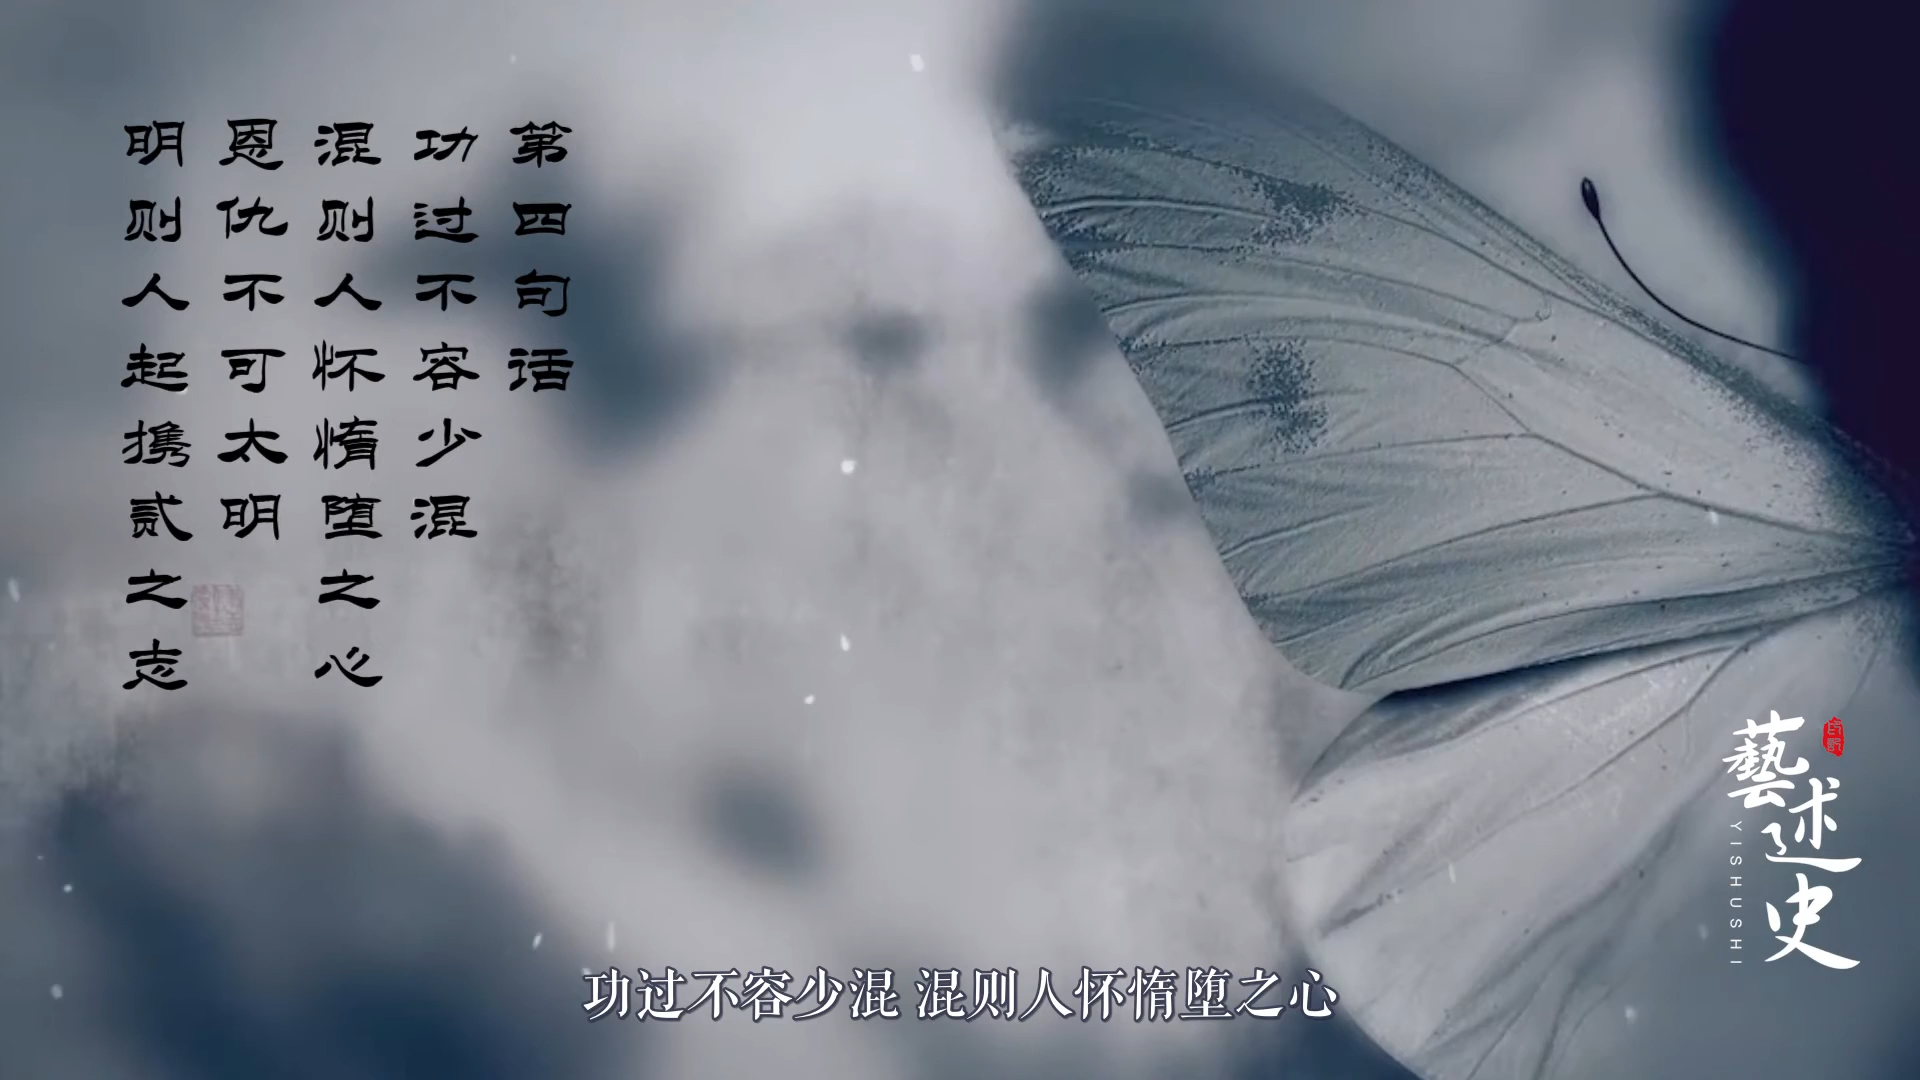 第四句话
功过不容少混
混则人怀惰堕之心
恩仇不可太明
明则人起携贰之志
藝述史
YISHUSHI
功过不容少混 混则人怀惰堕之心